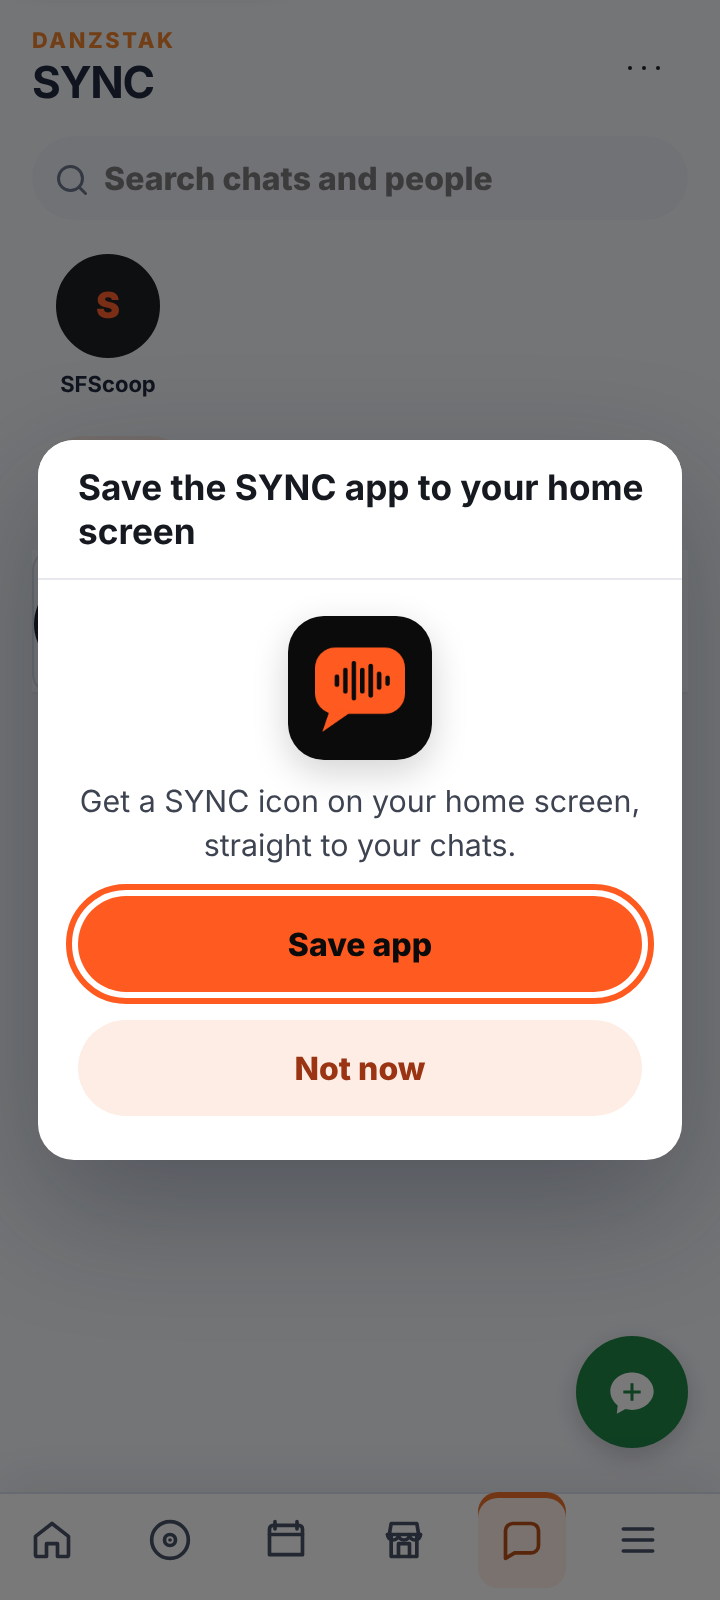 DANZSTAK
SYNC
Search chats and people
S
SFScoop
Save the SYNC app to your home
screen
Get a SYNC icon on your home screen,
straight to your chats.
Save app
Not now